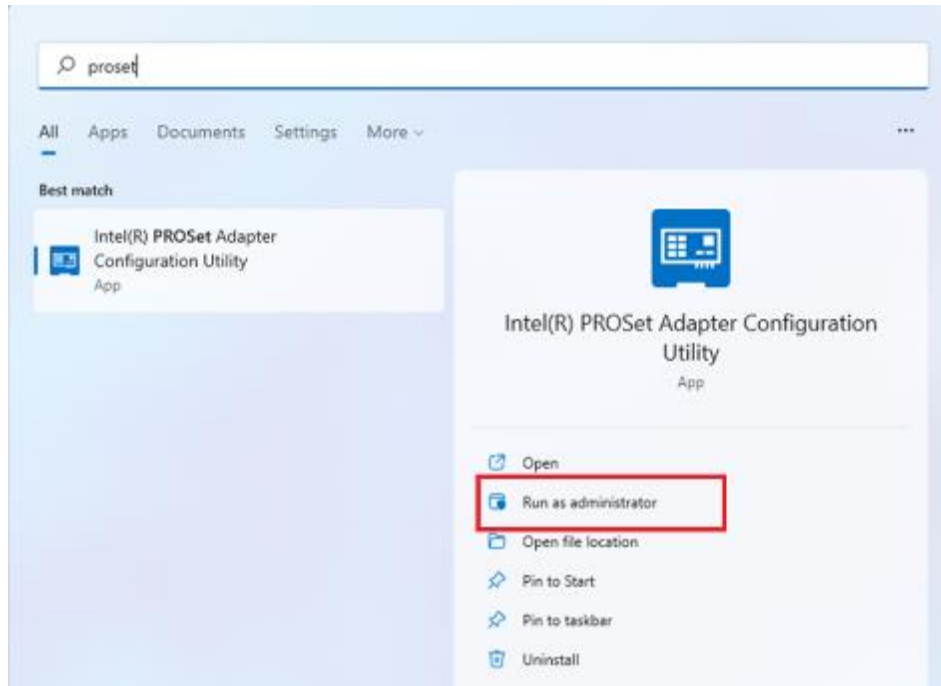 proset
All Apps Documents Settings More
Best match
Intel(R) PROSet Adapter
Configuration Utility
App
Intel(R) PROSet Adapter Configuration
Utility
App
Open
Run as administrator
Open file location
Pin to Start
Pin to taskbar
Uninstall